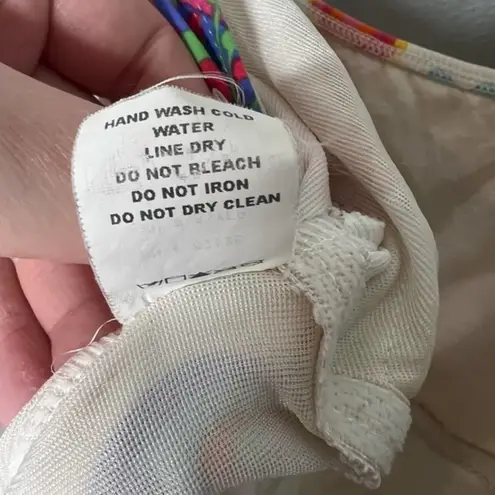 HAND WASH COLD
WATER
LINE DRY
DO NOT BLEACH
DO NOT IRON
DO NOT DRY CLEAN